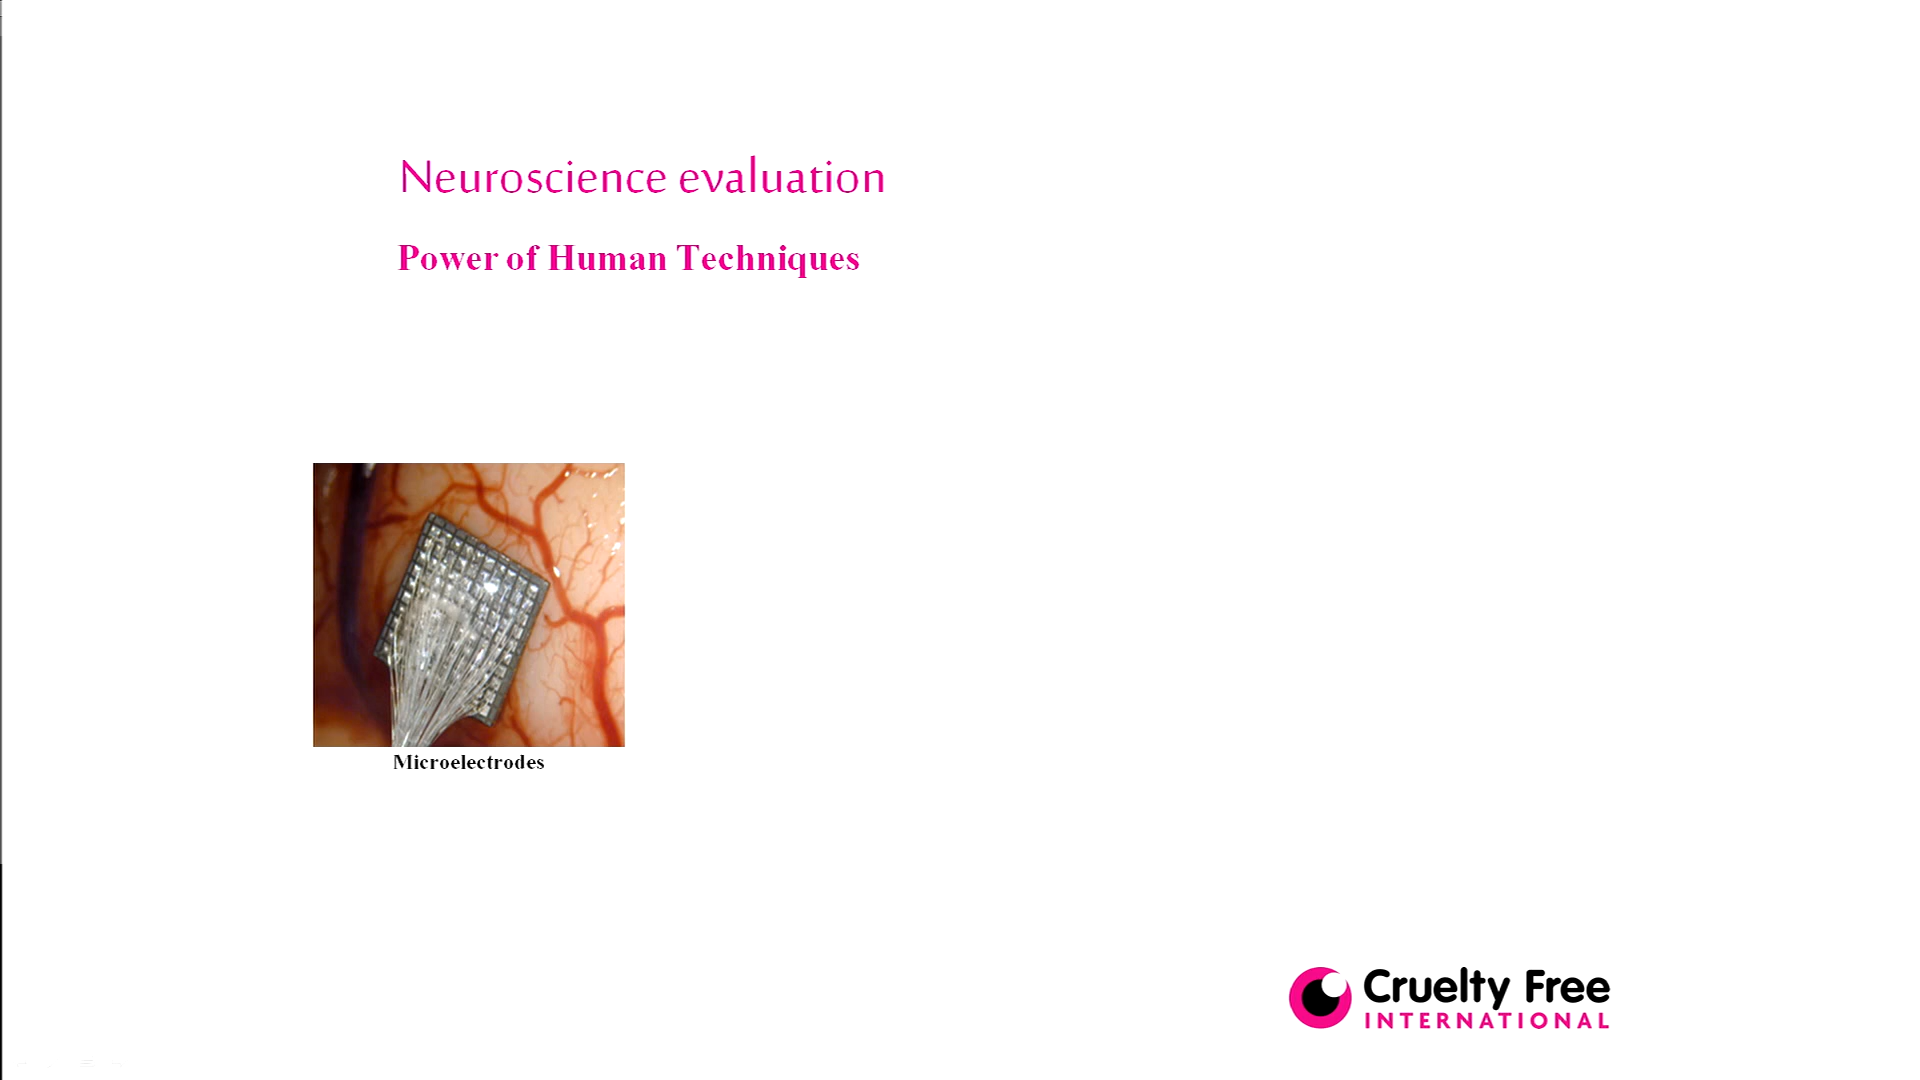 Neuroscience evaluation
Power of Human Techniques
Microelectrodes
Cruelty Free
INTERNATIONAL